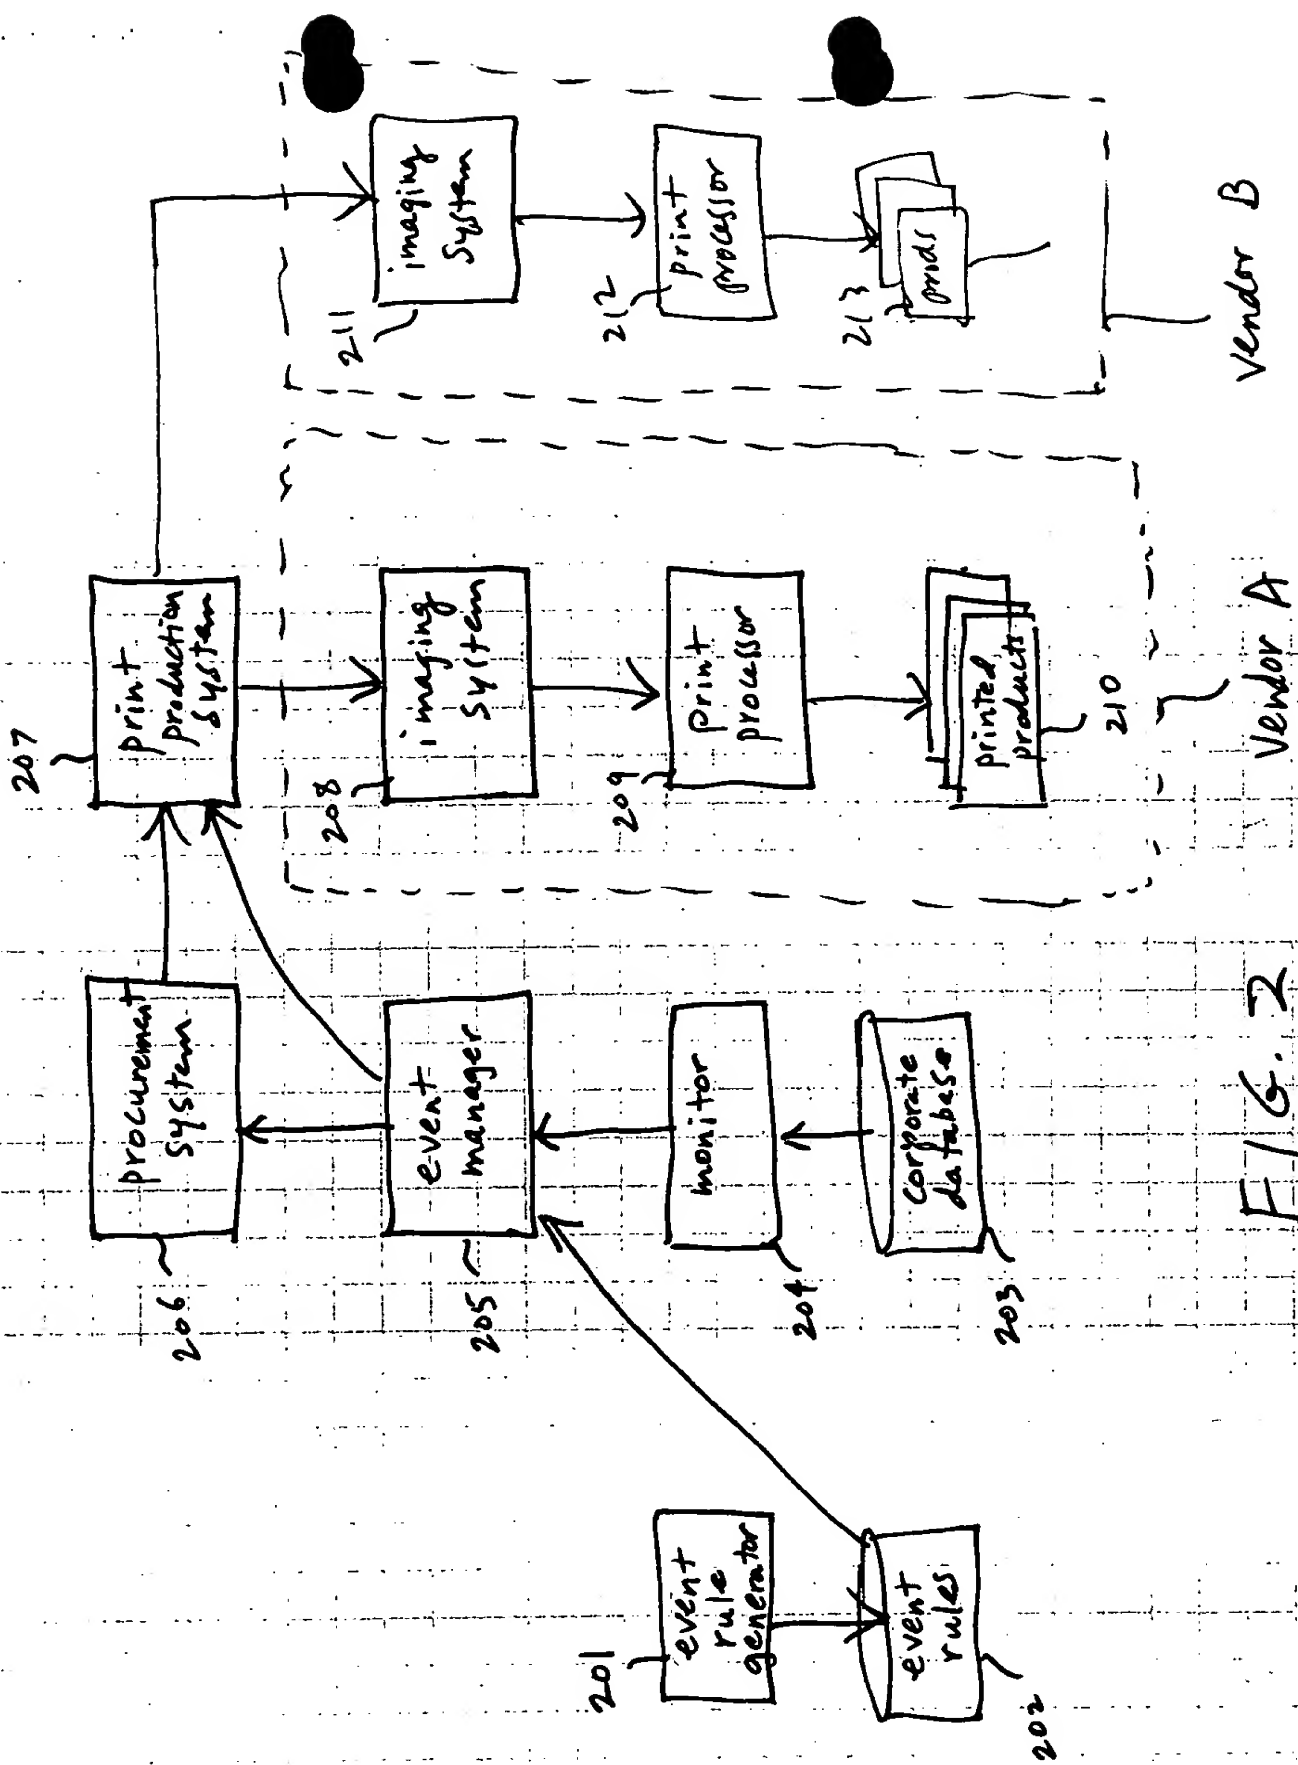 207
print
production
system
206
procurement
system
211
imaging
system
208
imaging
system
205
event
manager
212
print
processor
209
print
processor
204
monitor
201
event
rule
generator
213
prods
210
printed
products
203
corporate
database
202
event
rules
Vendor B
Vendor A
FIG. 2